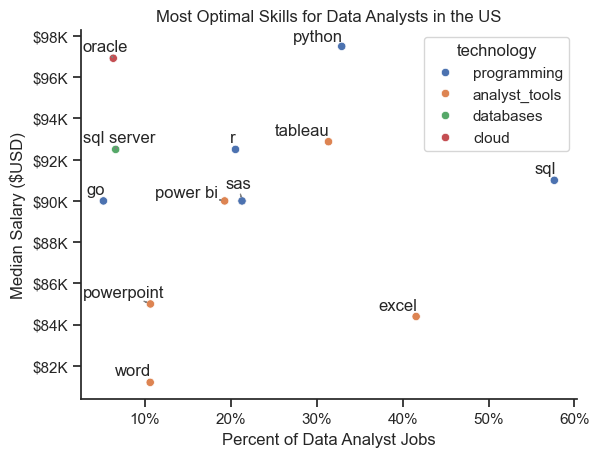 Most Optimal Skills for Data Analysts in the US
$98K
$96K
$94K
$92K
$90K
$88K
$86K
$84K
$82K
Median Salary ($USD)
technology
programming
analyst_tools
databases
cloud
python
oracle
tableau
sql server
r
sql
sas
go
power bi
powerpoint
excel
word
10%
20%
30%
40%
50%
60%
Percent of Data Analyst Jobs